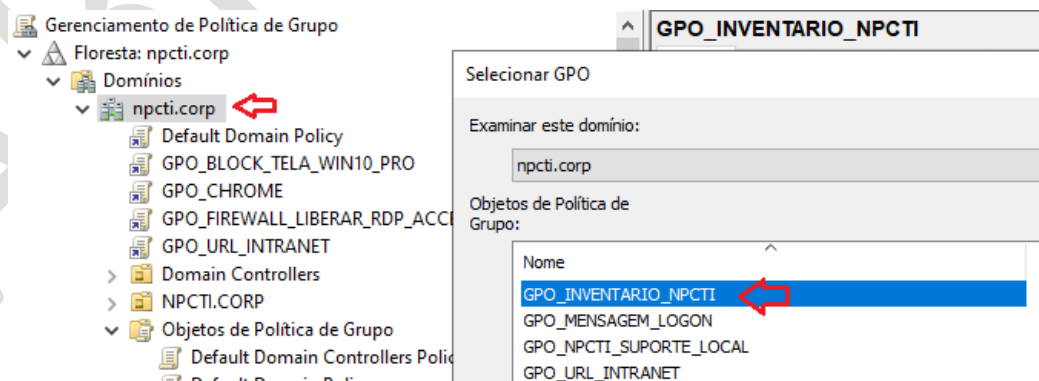 Gerenciamento de Política de Grupo
Floresta: npcti.corp
Domínios
npcti.corp
Default Domain Policy
GPO_BLOCK_TELA_WIN10_PRO
GPO_CHROME
GPO_FIREWALL_LIBERAR_RDP_ACCE
GPO_URL_INTRANET
Domain Controllers
NPCTI.CORP
Objetos de Política de Grupo
Default Domain Controllers Polic
GPO_INVENTARIO_NPCTI
Selecionar GPO
Examinar este domínio:
npcti.corp
Objetos de Política de
Grupo:
Nome
GPO_INVENTARIO_NPCTI
GPO_MENSAGEM_LOGON
GPO_NPCTI_SUPORTE_LOCAL
GPO_URL_INTRANET